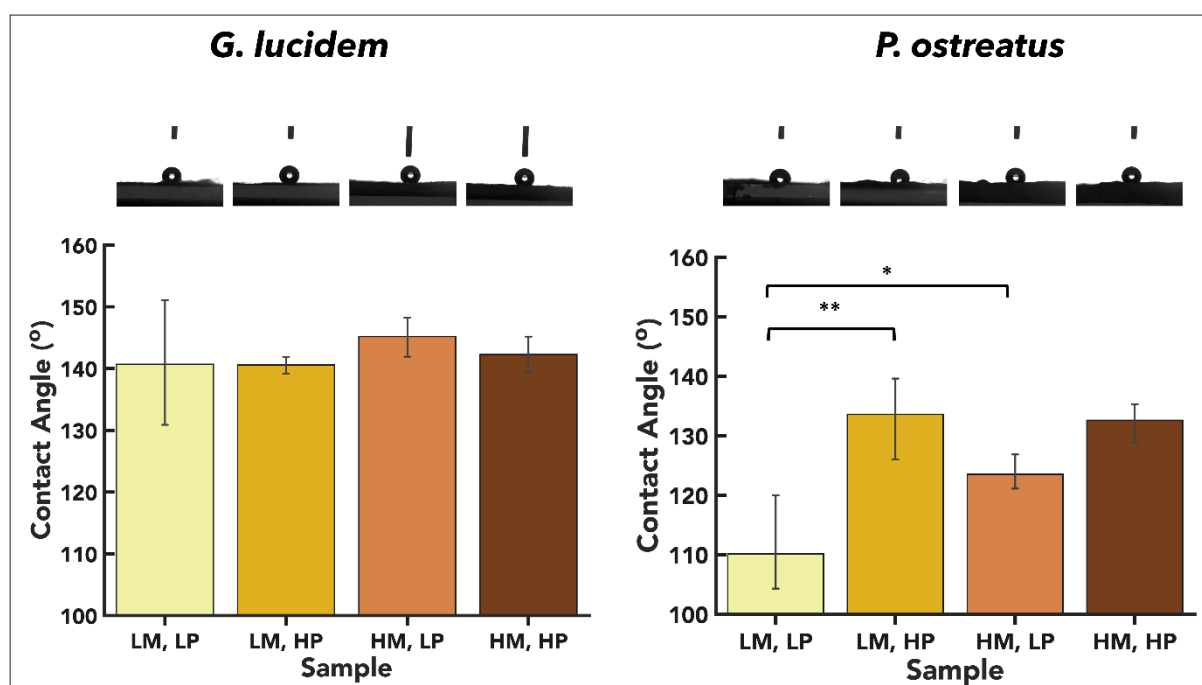 G. lucidem
160
150
140
130
120
110
100
Contact Angle (º)
LM, LP LM, HP HM, LP HM, HP
Sample
P. ostreatus
160
150
140
130
120
110
100
Contact Angle (º)
*
**
LM, LP LM, HP HM, LP HM, HP
Sample